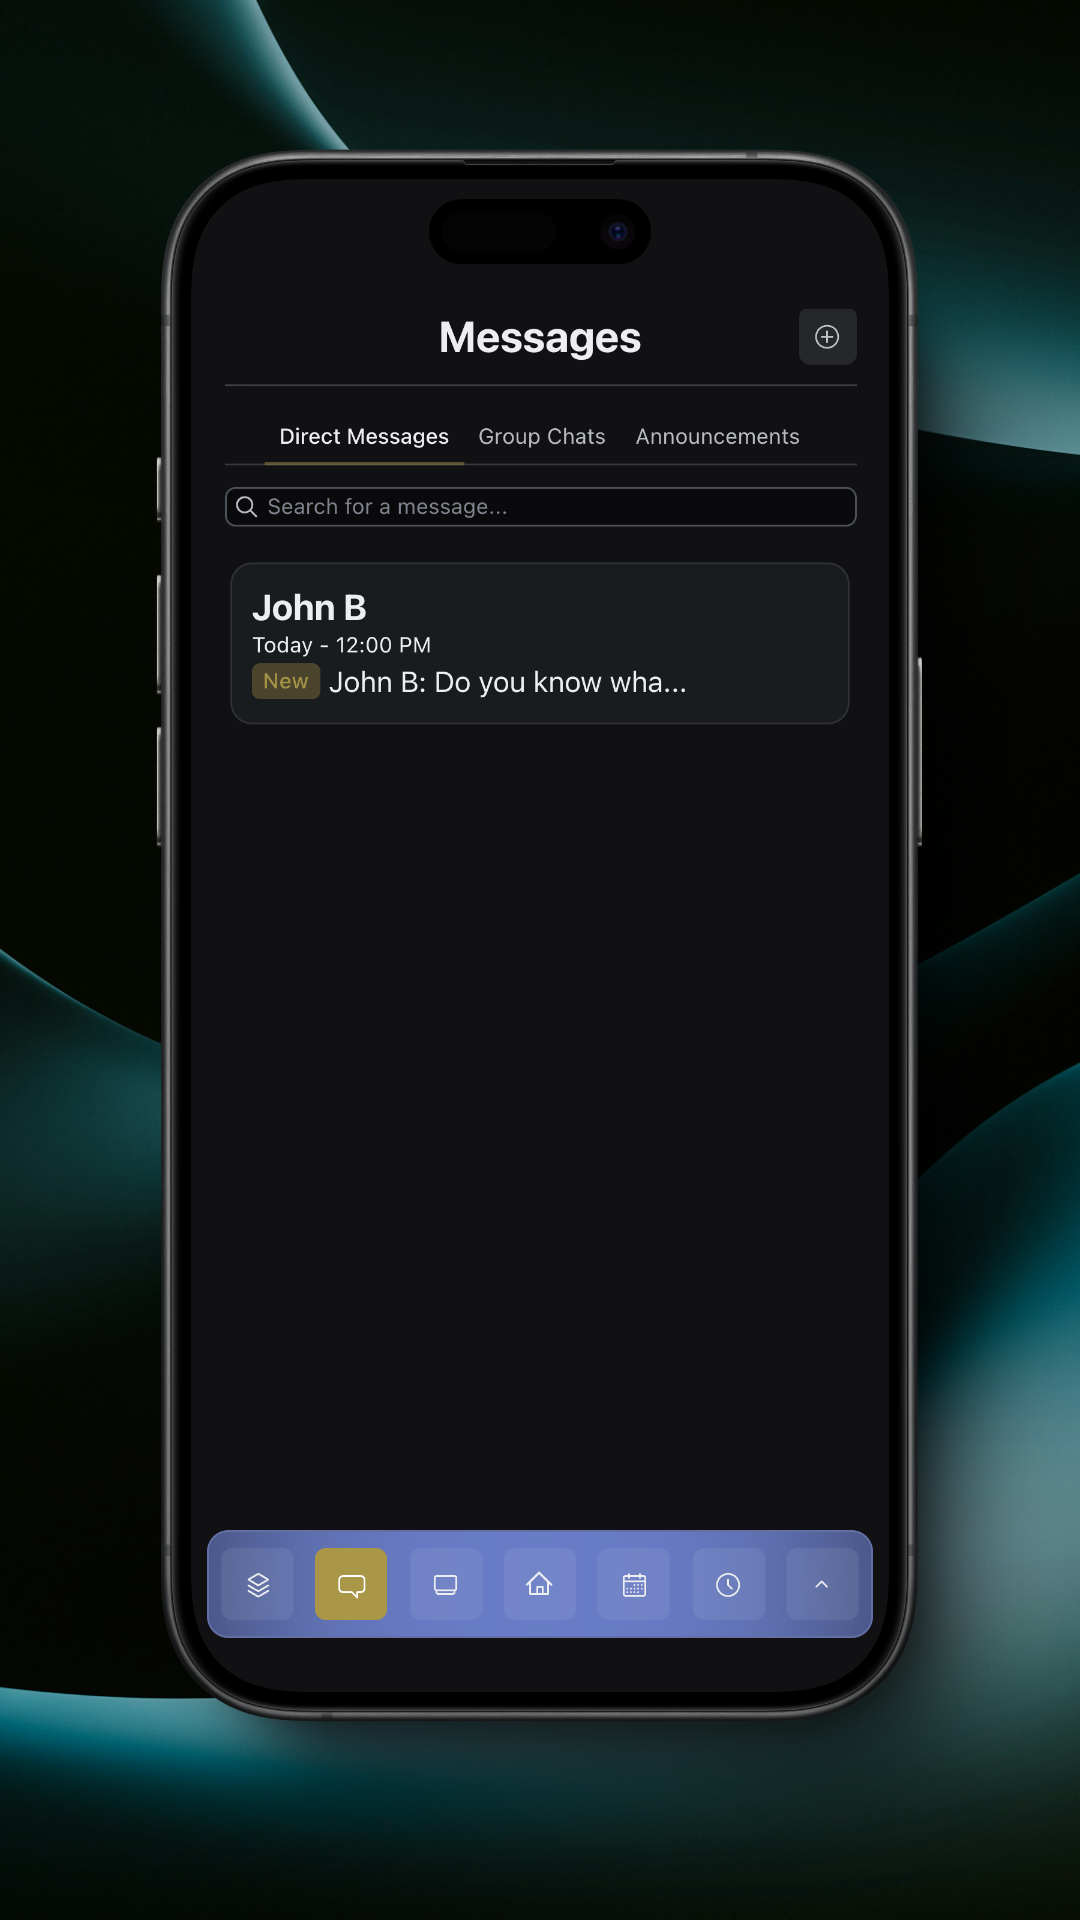 Messages
Direct Messages Group Chats Announcements
Search for a message...
John B
Today - 12:00 PM
New John B: Do you know wha...